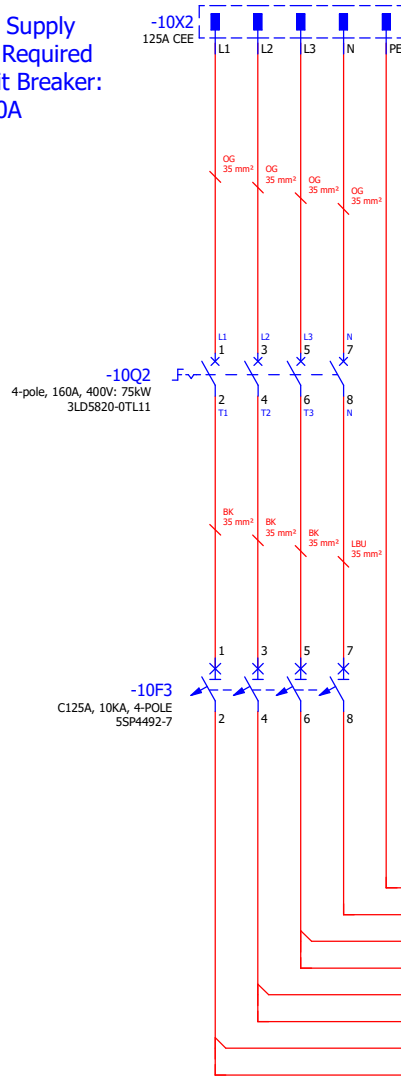 Supply
Required
it Breaker:
0A
-10X2
125A CEE
L1 L2 L3 N PE
OG
35 mm²
OG
35 mm²
OG
35 mm²
OG
35 mm²
L1 L2 L3 N
1 3 5 7
-10Q2
4-pole, 160A, 400V: 75kW
3LD5820-0TL11
2 4 6 8
T1 T2 T3 N
BK
35 mm²
BK
35 mm²
BK
35 mm²
LBU
35 mm²
1 3 5 7
-10F3
C125A, 10KA, 4-POLE
5SP4492-7
2 4 6 8